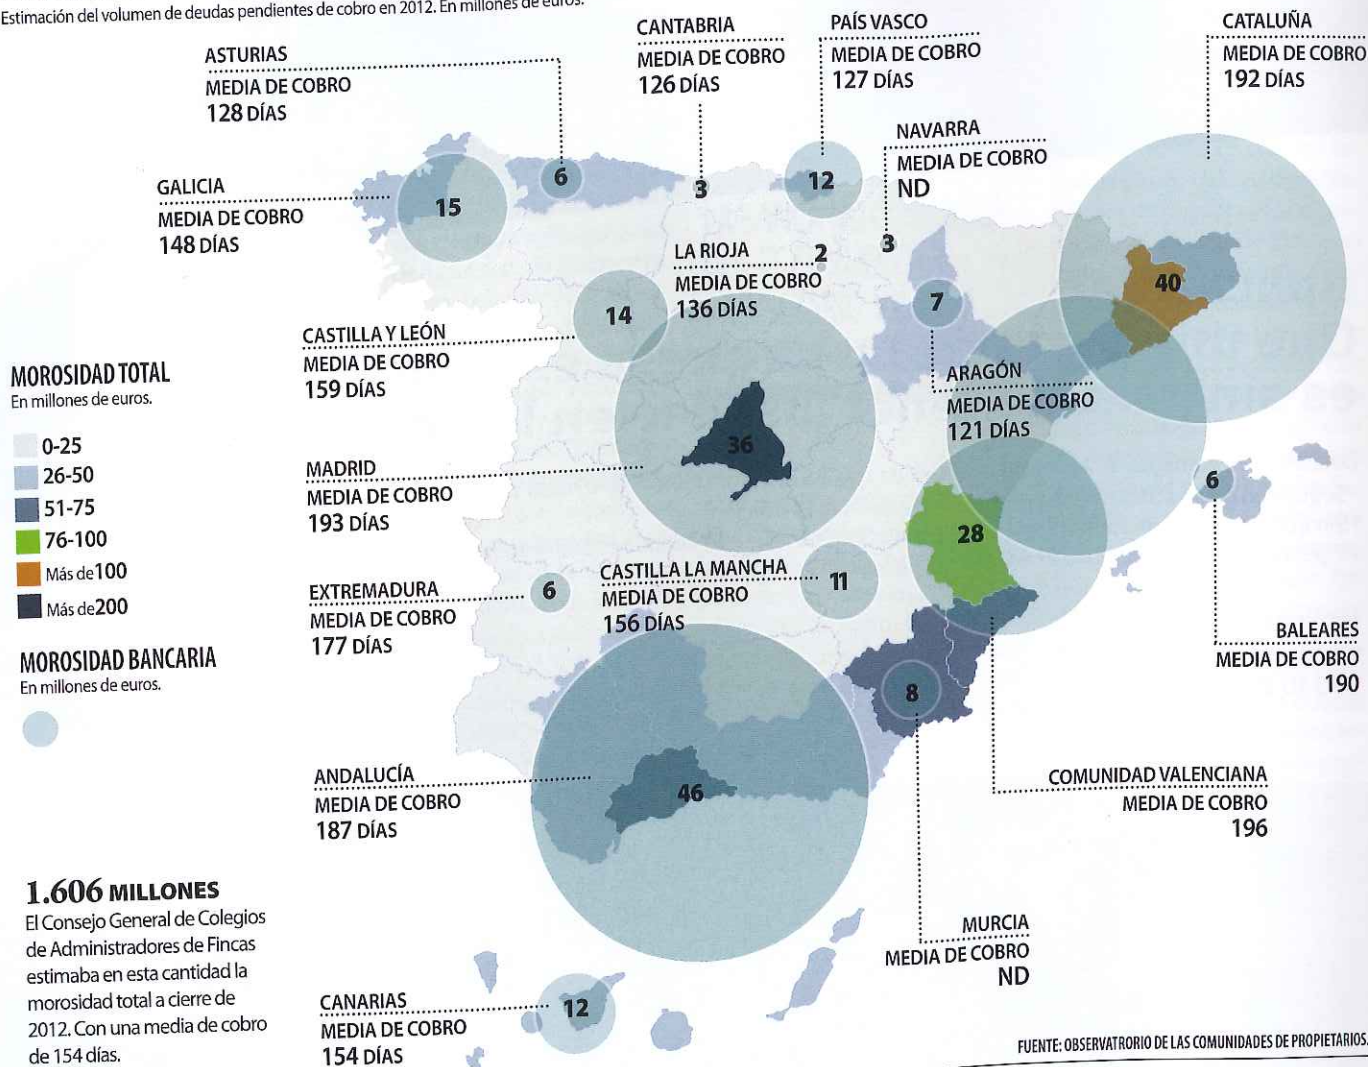 Estimación del volumen de deudas pendientes de cobro en 2012. En millones de euros.
ASTURIAS
MEDIA DE COBRO
128 DÍAS
CANTABRIA
MEDIA DE COBRO
126 DÍAS
PAÍS VASCO
MEDIA DE COBRO
127 DÍAS
CATALUÑA
MEDIA DE COBRO
192 DÍAS
NAVARRA
MEDIA DE COBRO
ND
GALICIA
MEDIA DE COBRO
148 DÍAS
15
6
3
12
3
2
LA RIOJA
MEDIA DE COBRO
136 DÍAS
7
40
14
CASTILLA Y LEÓN
MEDIA DE COBRO
159 DÍAS
ARAGÓN
MEDIA DE COBRO
121 DÍAS
MOROSIDAD TOTAL
En millones de euros.
0-25
26-50
51-75
76-100
Más de 100
Más de 200
MOROSIDAD BANCARIA
En millones de euros.
MADRID
MEDIA DE COBRO
193 DÍAS
36
6
28
EXTREMADURA
MEDIA DE COBRO
177 DÍAS
6
CASTILLA LA MANCHA
MEDIA DE COBRO
156 DÍAS
11
BALEARES
MEDIA DE COBRO
190
8
ANDALUCÍA
MEDIA DE COBRO
187 DÍAS
46
COMUNIDAD VALENCIANA
MEDIA DE COBRO
196
1.606 MILLONES
El Consejo General de Colegios
de Administradores de Fincas
estimaba en esta cantidad la
morosidad total a cierre de
2012. Con una media de cobro
de 154 días.
MURCIA
MEDIA DE COBRO
ND
CANARIAS
MEDIA DE COBRO
154 DÍAS
12
FUENTE: OBSERVATRORIO DE LAS COMUNIDADES DE PROPIETARIOS.